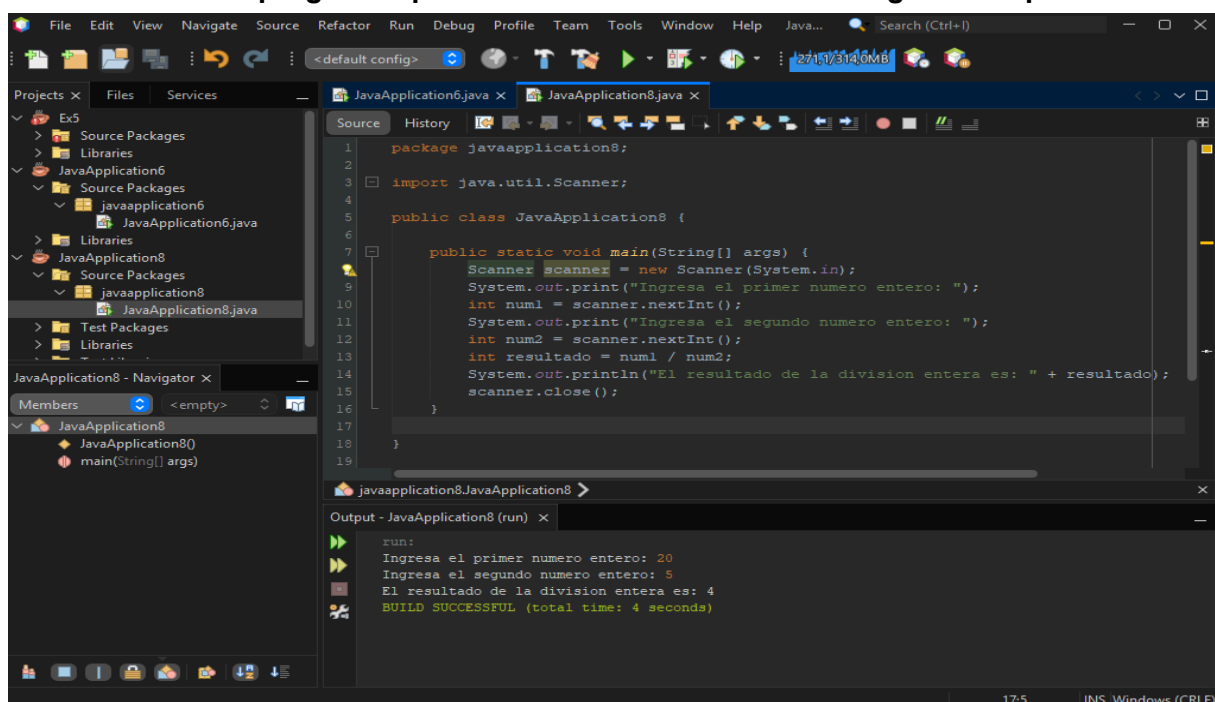 File Edit View Navigate Source Refactor Run Debug Profile Team Tools Window Help Java... Search (Ctrl+I)
<default config> 271,1/314,0MB
Projects × Files Services
Ex5
Source Packages
Libraries
JavaApplication6
Source Packages
javaapplication6
JavaApplication6.java
Libraries
JavaApplication8
Source Packages
javaapplication8
JavaApplication8.java
Test Packages
Libraries
JavaApplication8 - Navigator ×
Members <empty>
JavaApplication8
JavaApplication8()
main(String[] args)
JavaApplication6.java × JavaApplication8.java ×
Source History
1 package javaapplication8;
2
3 import java.util.Scanner;
4
5 public class JavaApplication8 {
6
7 public static void main(String[] args) {
Scanner scanner = new Scanner(System.in);
9 System.out.print("Ingresa el primer numero entero: ");
10 int num1 = scanner.nextInt();
11 System.out.print("Ingresa el segundo numero entero: ");
12 int num2 = scanner.nextInt();
13 int resultado = num1 / num2;
14 System.out.println("El resultado de la division entera es: " + resultado);
15 scanner.close();
16 }
17
18 }
19
javaapplication8.JavaApplication8
Output - JavaApplication8 (run) ×
run:
Ingresa el primer numero entero: 20
Ingresa el segundo numero entero: 5
El resultado de la division entera es: 4
BUILD SUCCESSFUL (total time: 4 seconds)
17:5 INS Windows (CRLF)